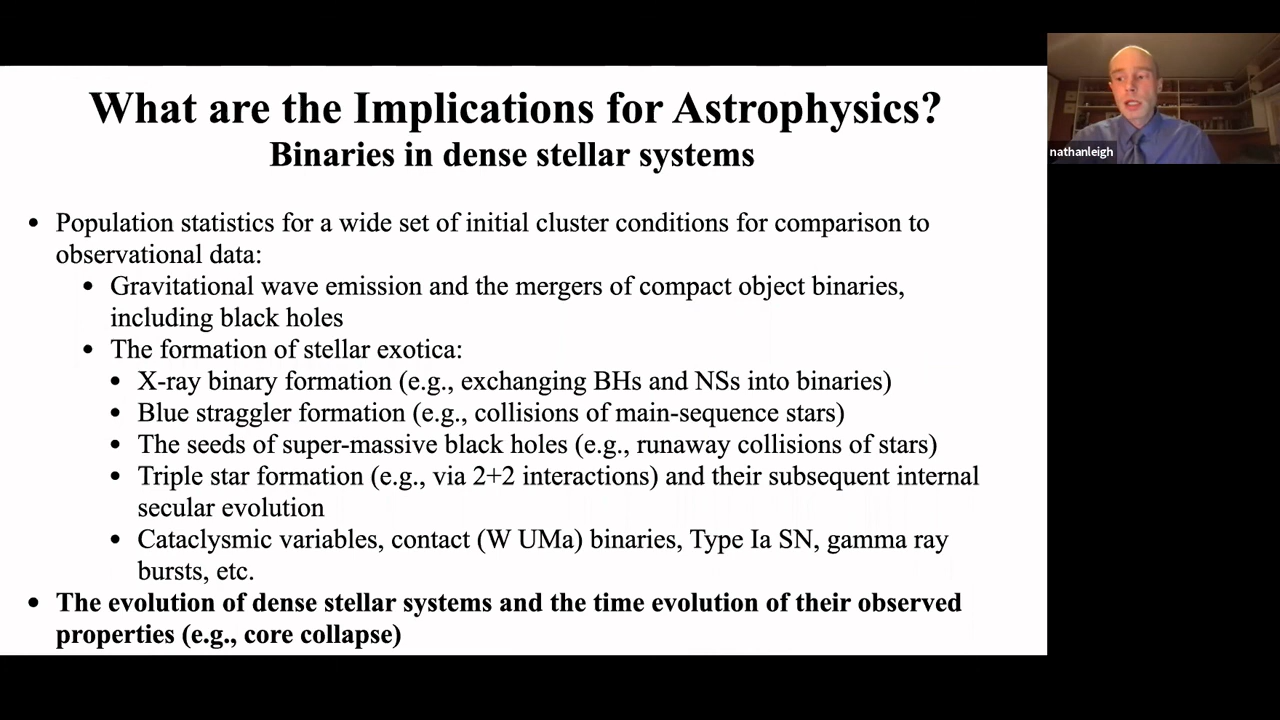 What are the Implications for Astrophysics?
Binaries in dense stellar systems
• Population statistics for a wide set of initial cluster conditions for comparison to
observational data:
• Gravitational wave emission and the mergers of compact object binaries,
including black holes
• The formation of stellar exotica:
• X-ray binary formation (e.g., exchanging BHs and NSs into binaries)
• Blue straggler formation (e.g., collisions of main-sequence stars)
• The seeds of super-massive black holes (e.g., runaway collisions of stars)
• Triple star formation (e.g., via 2+2 interactions) and their subsequent internal
secular evolution
• Cataclysmic variables, contact (W UMa) binaries, Type Ia SN, gamma ray
bursts, etc.
• The evolution of dense stellar systems and the time evolution of their observed
properties (e.g., core collapse)
nathanleigh